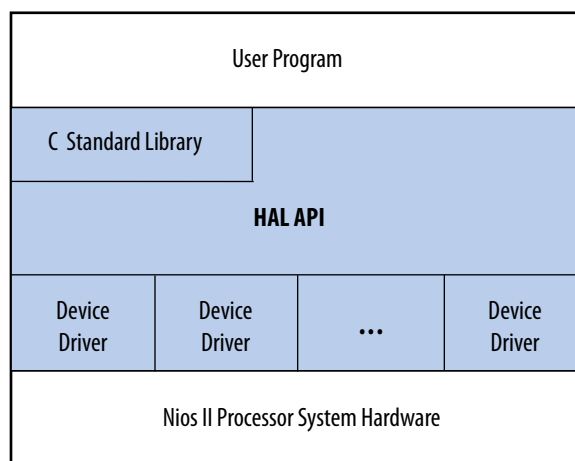 User Program
C Standard Library
HAL API
Device
Driver
Device
Driver
...
Device
Driver
Nios II Processor System Hardware